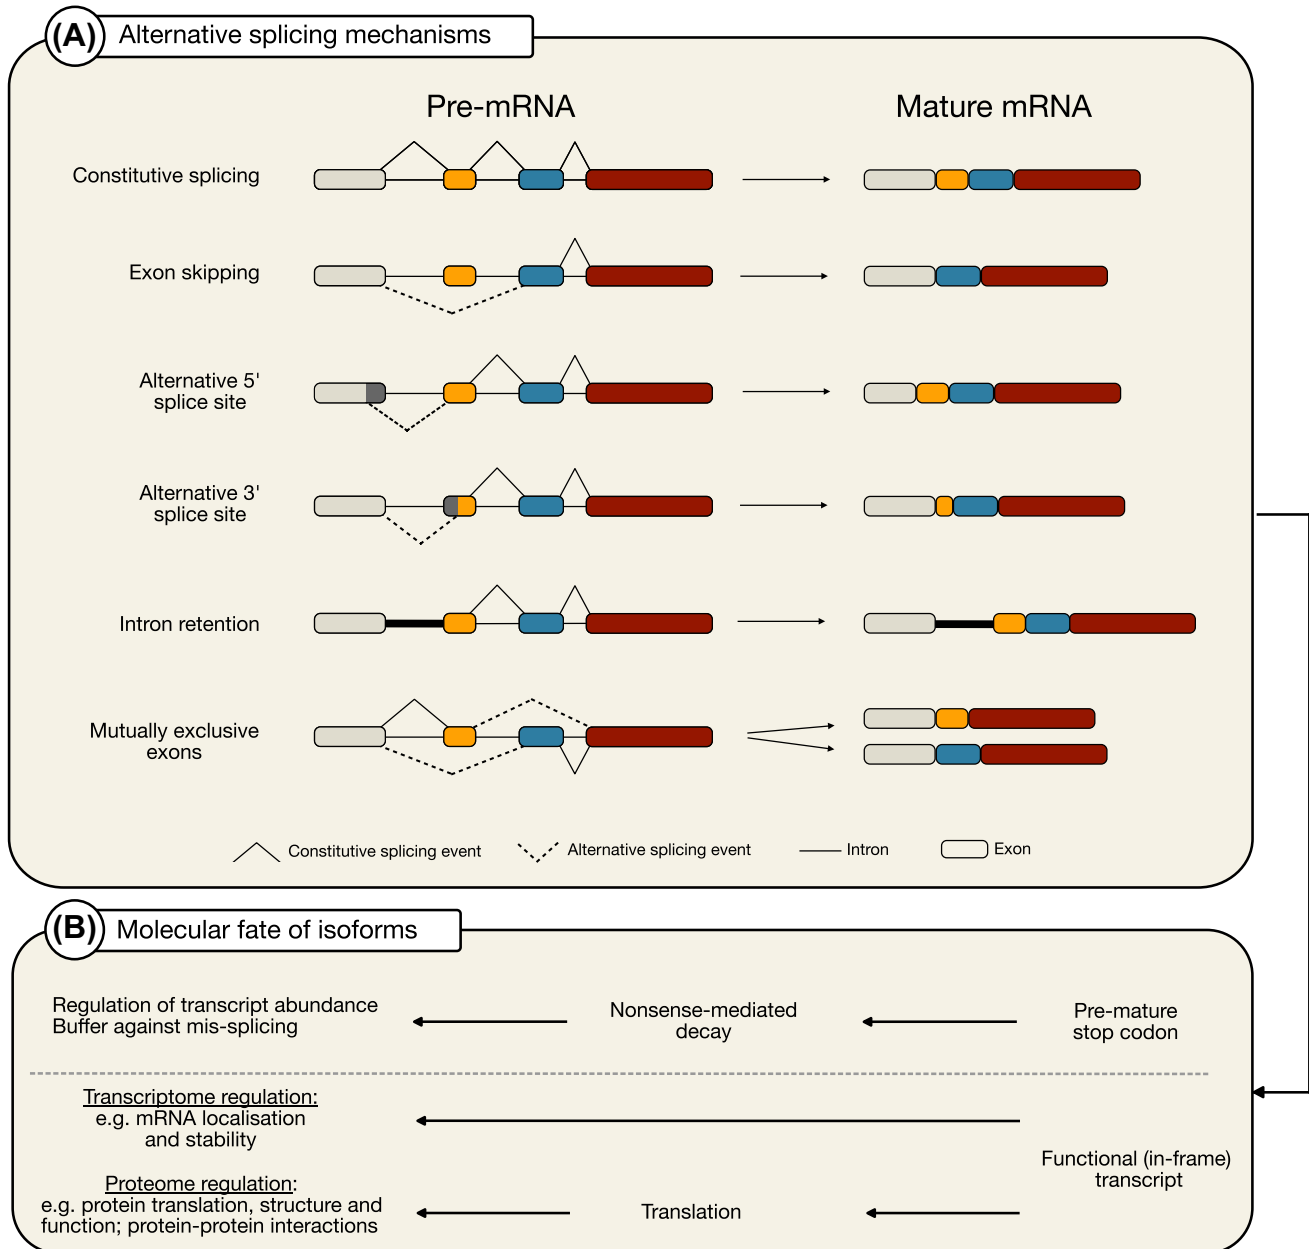 (A) Alternative splicing mechanisms
Pre-mRNA
Mature mRNA
Constitutive splicing
Exon skipping
Alternative 5'
splice site
Alternative 3'
splice site
Intron retention
Mutually exclusive
exons
Constitutive splicing event
Alternative splicing event
Intron
Exon
(B) Molecular fate of isoforms
Regulation of transcript abundance
Buffer against mis-splicing
Nonsense-mediated
decay
Pre-mature
stop codon
Transcriptome regulation:
e.g. mRNA localisation
and stability
Functional (in-frame)
transcript
Proteome regulation:
e.g. protein translation, structure and
function; protein-protein interactions
Translation